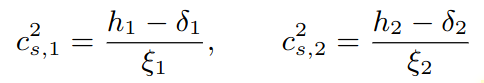 $c_{s,1}^2 = \frac{h_1 - \delta_1}{\xi_1}, \qquad c_{s,2}^2 = \frac{h_2 - \delta_2}{\xi_2}$